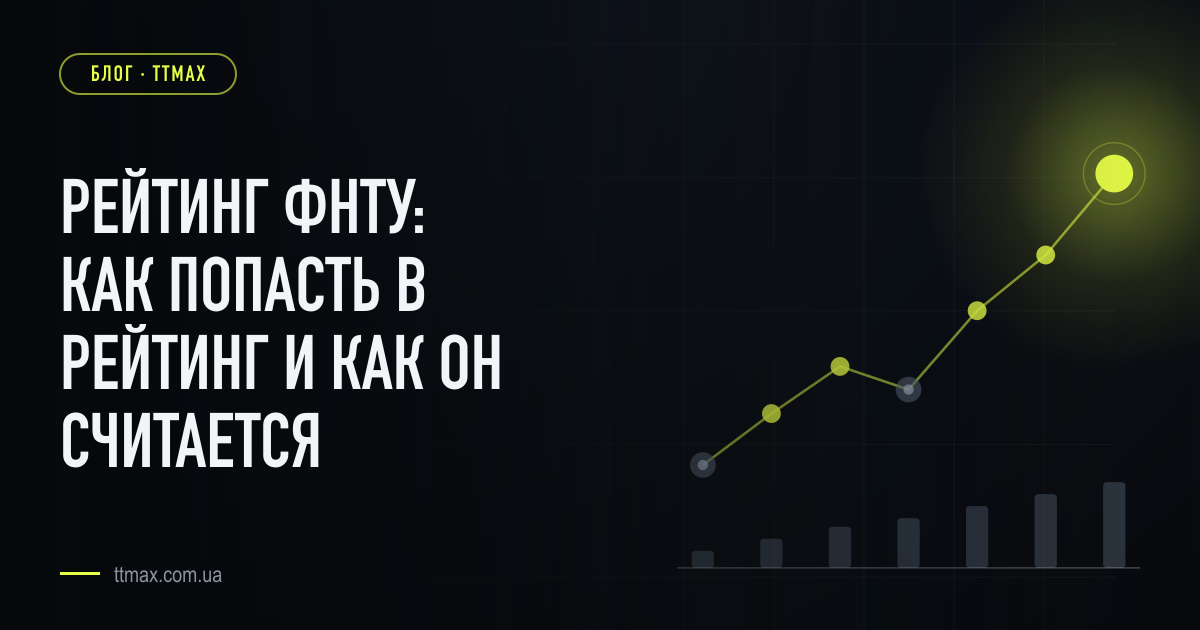 БЛОГ · TTMAX
РЕЙТИНГ ФНТУ:
КАК ПОПАСТЬ В
РЕЙТИНГ И КАК ОН
СЧИТАЕТСЯ
ttmax.com.ua